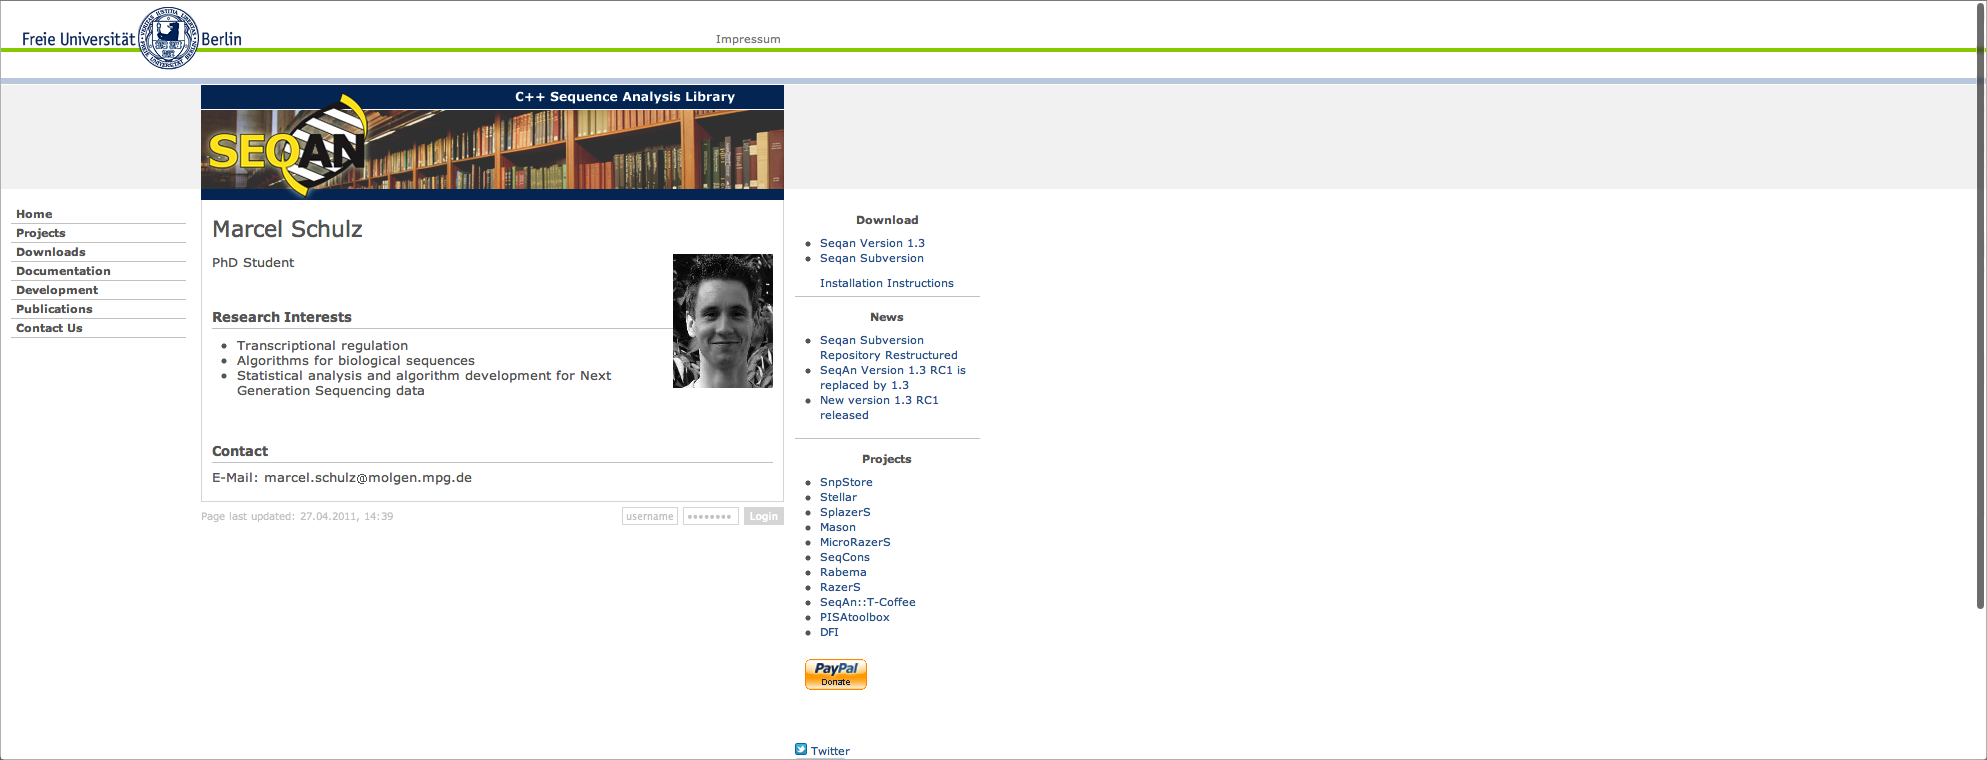 Freie Universität Berlin
Impressum
C++ Sequence Analysis Library
SEQAN
Home
Projects
Downloads
Documentation
Development
Publications
Contact Us
Marcel Schulz
PhD Student
Research Interests
Transcriptional regulation
Algorithms for biological sequences
Statistical analysis and algorithm development for Next
Generation Sequencing data
Contact
E-Mail: marcel.schulz@molgen.mpg.de
Page last updated: 27.04.2011, 14:39
username
••••••••
Login
Download
Seqan Version 1.3
Seqan Subversion
Installation Instructions
News
Seqan Subversion
Repository Restructured
SeqAn Version 1.3 RC1 is
replaced by 1.3
New version 1.3 RC1
released
Projects
SnpStore
Stellar
SplazerS
Mason
MicroRazerS
SeqCons
Rabema
RazerS
SeqAn::T-Coffee
PISAtoolbox
DFI
PayPal
Donate
Twitter